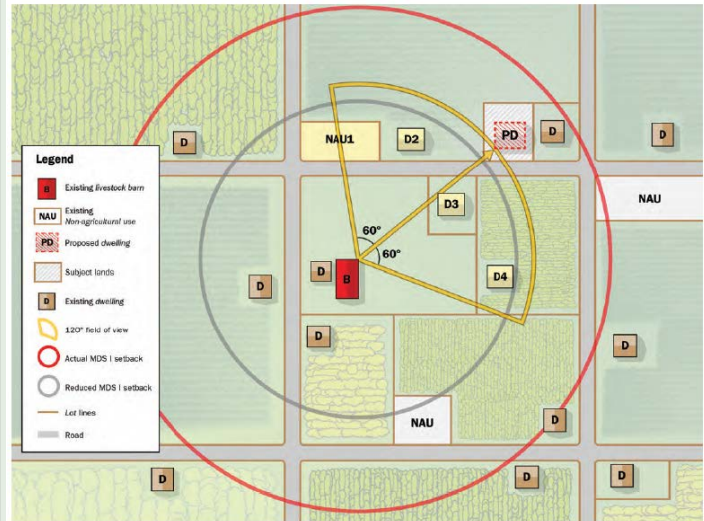 D
NAU1
D2
PD
D
D
Legend
B
Existing livestock barn
NAU
Existing
Non-agricultural use
PD
Proposed dwelling
Subject lands
D
Existing dwelling
120° field of view
Actual MDS I setback
Reduced MDS I setback
Lot lines
Road
NAU
D3
60°
60°
D
D
B
D4
D
D
NAU
D
D
D
D